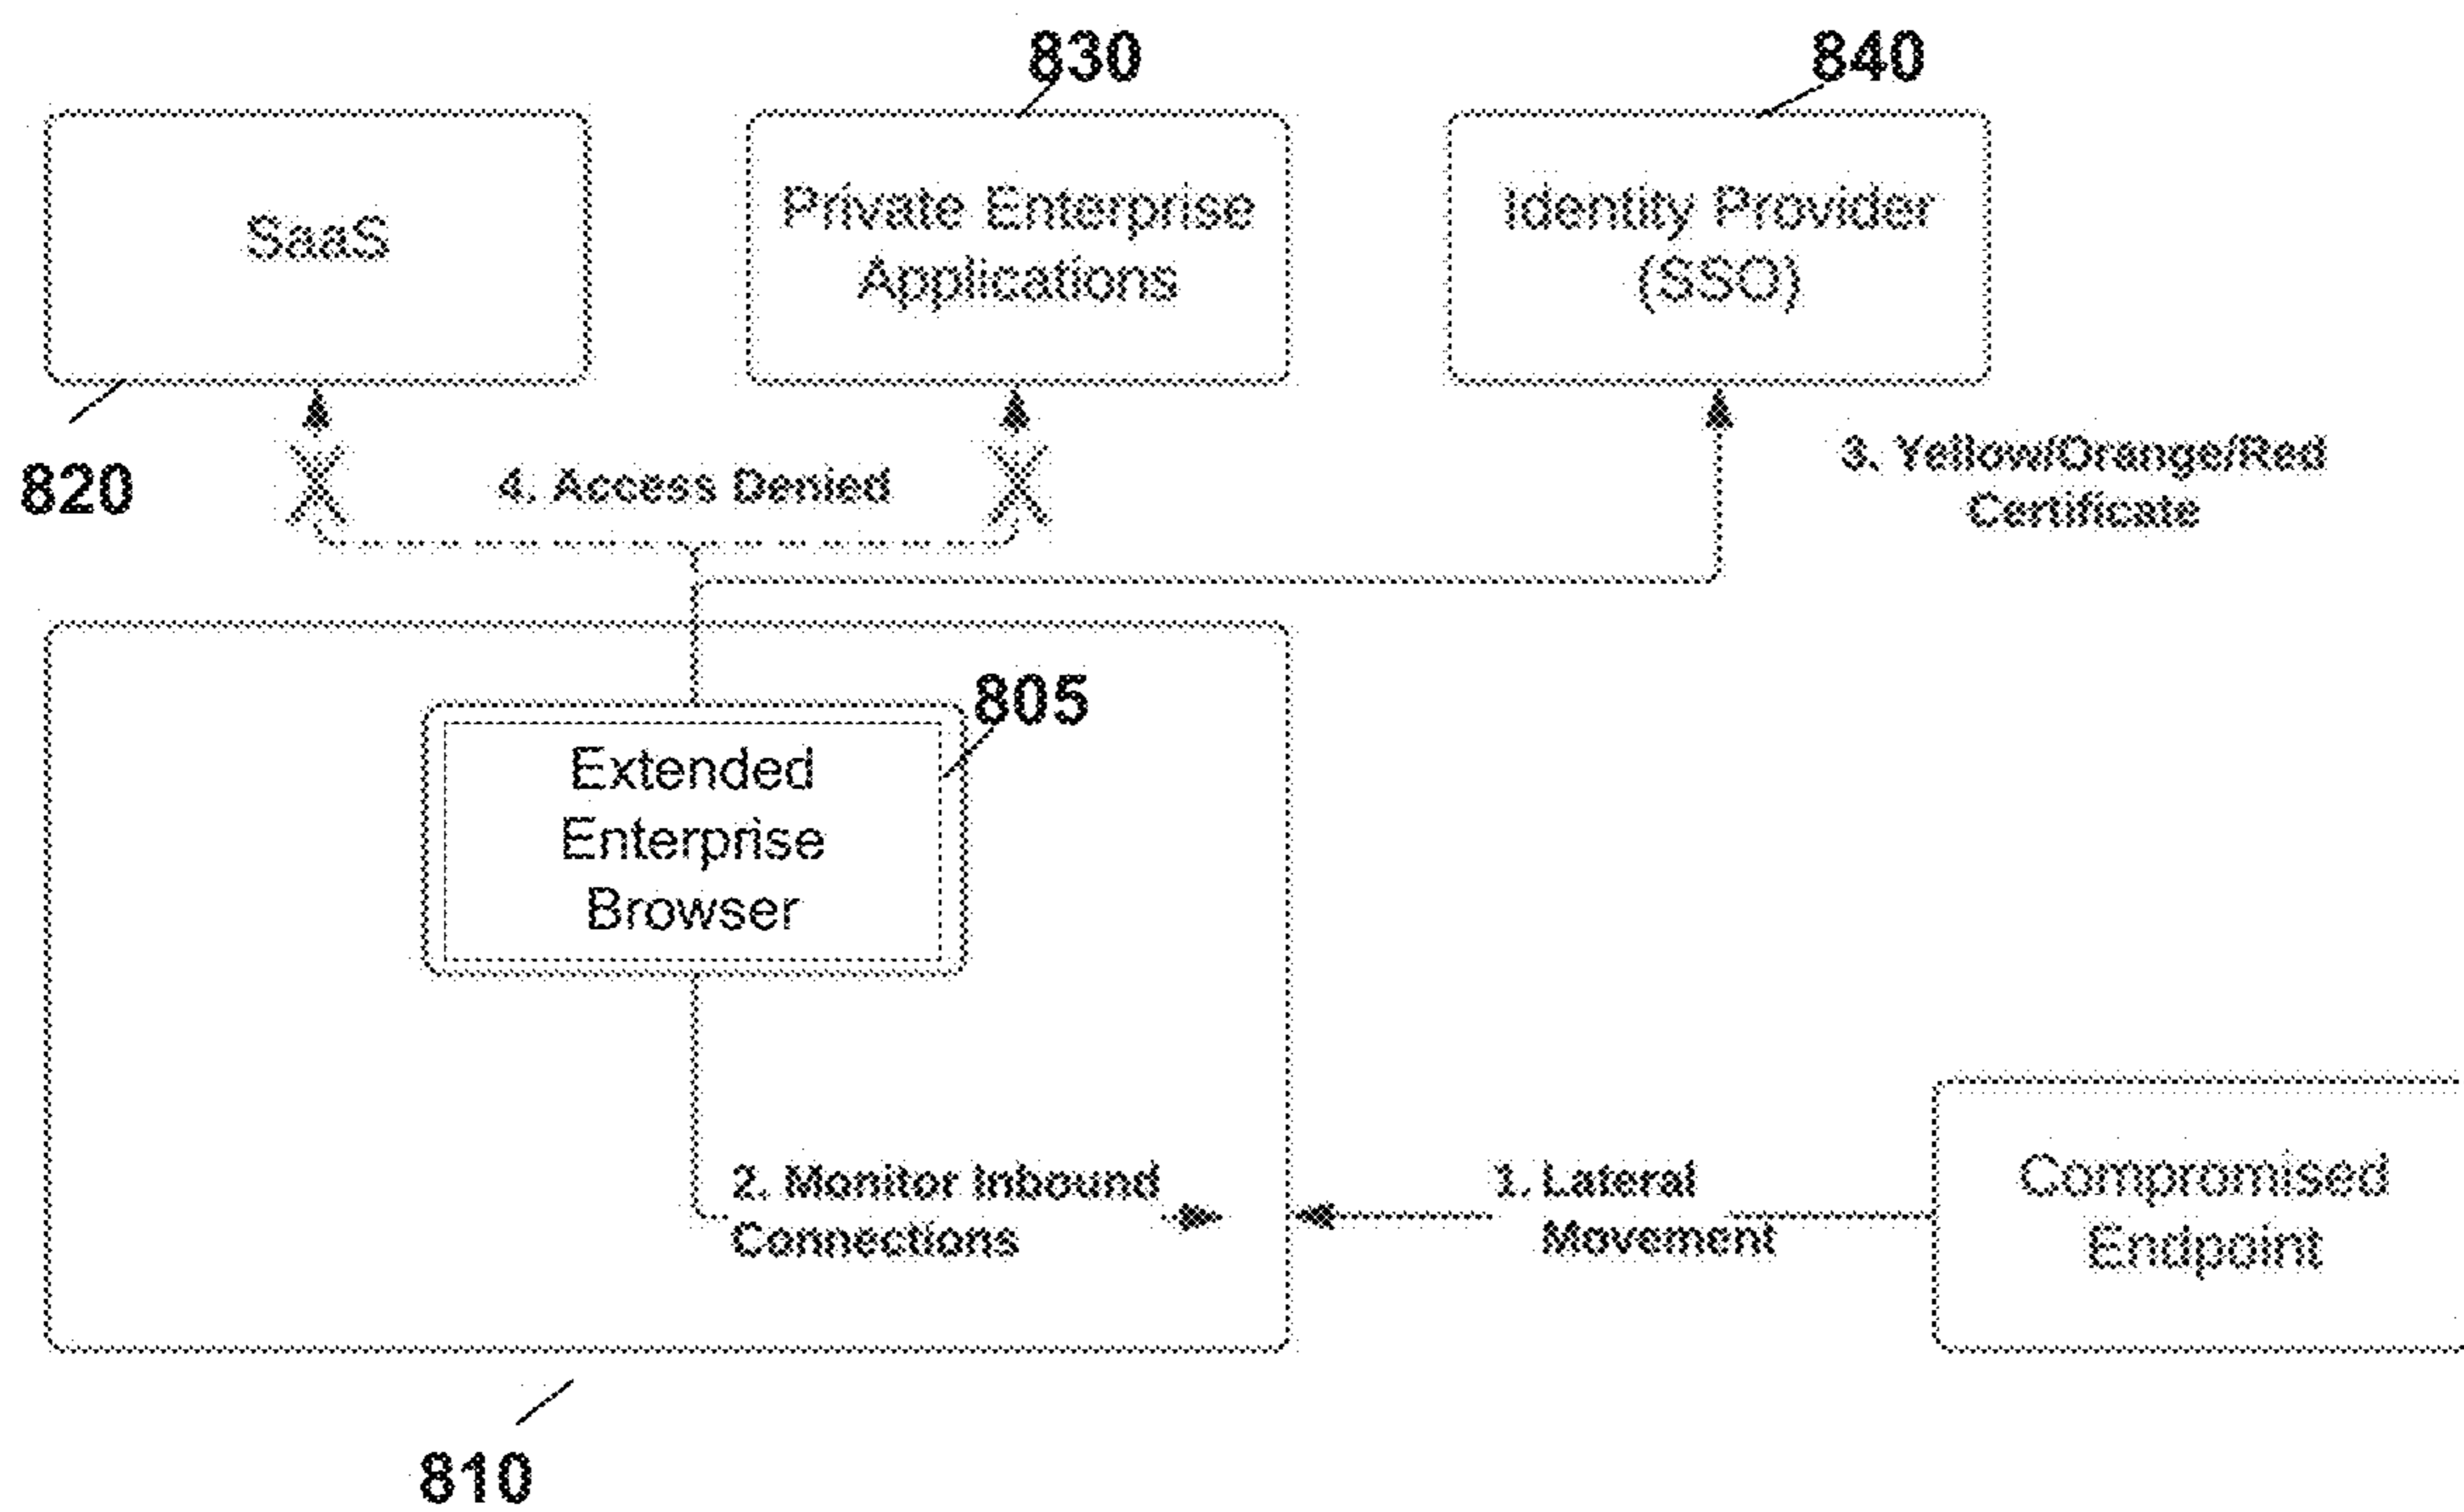 830
840
SaaS
Private Enterprise
Applications
Identity Provider
(SSO)
820
4. Access Denied
3. Yellow/Orange/Red
Certificate
805
Extended
Enterprise
Browser
2. Monitor Inbound
Connections
1. Lateral
Movement
Compromised
Endpoint
810